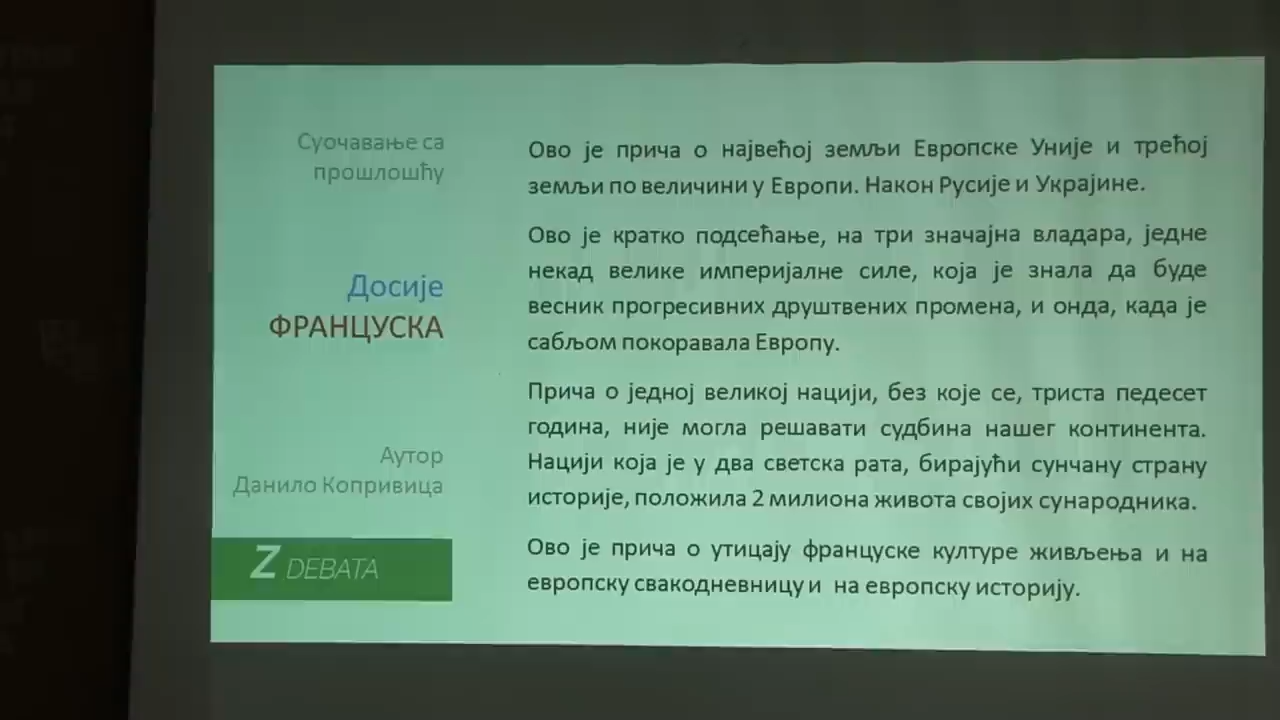 Суочавање са
прошлошћу
Досије
ФРАНЦУСКА
Аутор
Данило Копривица
Z DEBATA
Ово је прича о највећој земљи Европске Уније и трећој
земљи по величини у Европи. Након Русије и Украјине.
Ово је кратко подсећање, на три значајна владара, једне
некад велике империјалне силе, која је знала да буде
весник прогресивних друштвених промена, и онда, када је
сабљом покоравала Европу.
Прича о једној великој нацији, без које се, триста педесет
година, није могла решавати судбина нашег континента.
Нацији која је у два светска рата, бирајући сунчану страну
историје, положила 2 милиона живота својих сународника.
Ово је прича о утицају француске културе живљења и на
европску свакодневницу и  на европску историју.